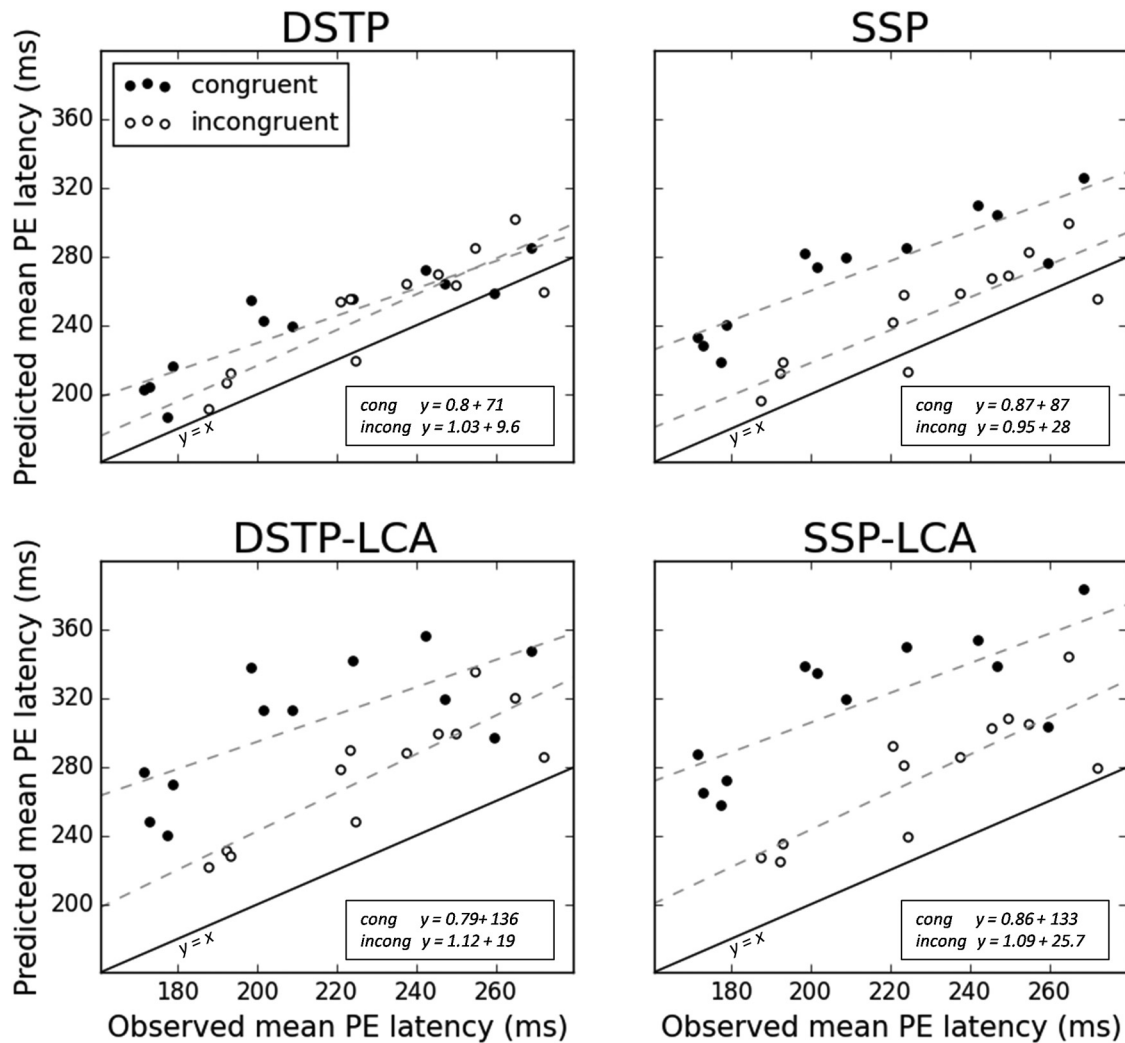 DSTP
SSP
Predicted mean PE latency (ms)
360
320
280
240
200
congruent
incongruent
y = x
cong y = 0.8 + 71
incong y = 1.03 + 9.6
y = x
cong y = 0.87 + 87
incong y = 0.95 + 28
DSTP-LCA
SSP-LCA
Predicted mean PE latency (ms)
360
320
280
240
200
y = x
cong y = 0.79+ 136
incong y = 1.12 + 19
y = x
cong y = 0.86 + 133
incong y = 1.09 + 25.7
180 200 220 240 260
180 200 220 240 260
Observed mean PE latency (ms)
Observed mean PE latency (ms)